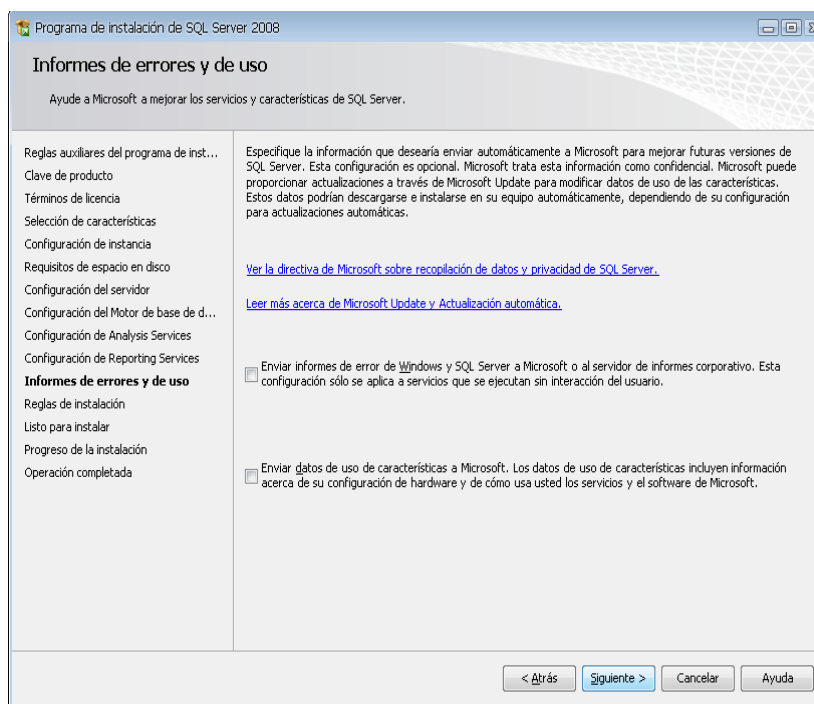 Programa de instalación de SQL Server 2008
Informes de errores y de uso
Ayude a Microsoft a mejorar los servicios y características de SQL Server.
Reglas auxiliares del programa de inst...
Clave de producto
Términos de licencia
Selección de características
Configuración de instancia
Requisitos de espacio en disco
Configuración del servidor
Configuración del Motor de base de d...
Configuración de Analysis Services
Configuración de Reporting Services
Informes de errores y de uso
Reglas de instalación
Listo para instalar
Progreso de la instalación
Operación completada
Especifique la información que desearía enviar automáticamente a Microsoft para mejorar futuras versiones de
SQL Server. Esta configuración es opcional. Microsoft trata esta información como confidencial. Microsoft puede
proporcionar actualizaciones a través de Microsoft Update para modificar datos de uso de las características.
Estos datos podrían descargarse e instalarse en su equipo automáticamente, dependiendo de su configuración
para actualizaciones automáticas.
Ver la directiva de Microsoft sobre recopilación de datos y privacidad de SQL Server.
Leer más acerca de Microsoft Update y Actualización automática.
Enviar informes de error de Windows y SQL Server a Microsoft o al servidor de informes corporativo. Esta
configuración sólo se aplica a servicios que se ejecutan sin interacción del usuario.
Enviar datos de uso de características a Microsoft. Los datos de uso de características incluyen información
acerca de su configuración de hardware y de cómo usa usted los servicios y el software de Microsoft.
< Atrás
Siguiente >
Cancelar
Ayuda